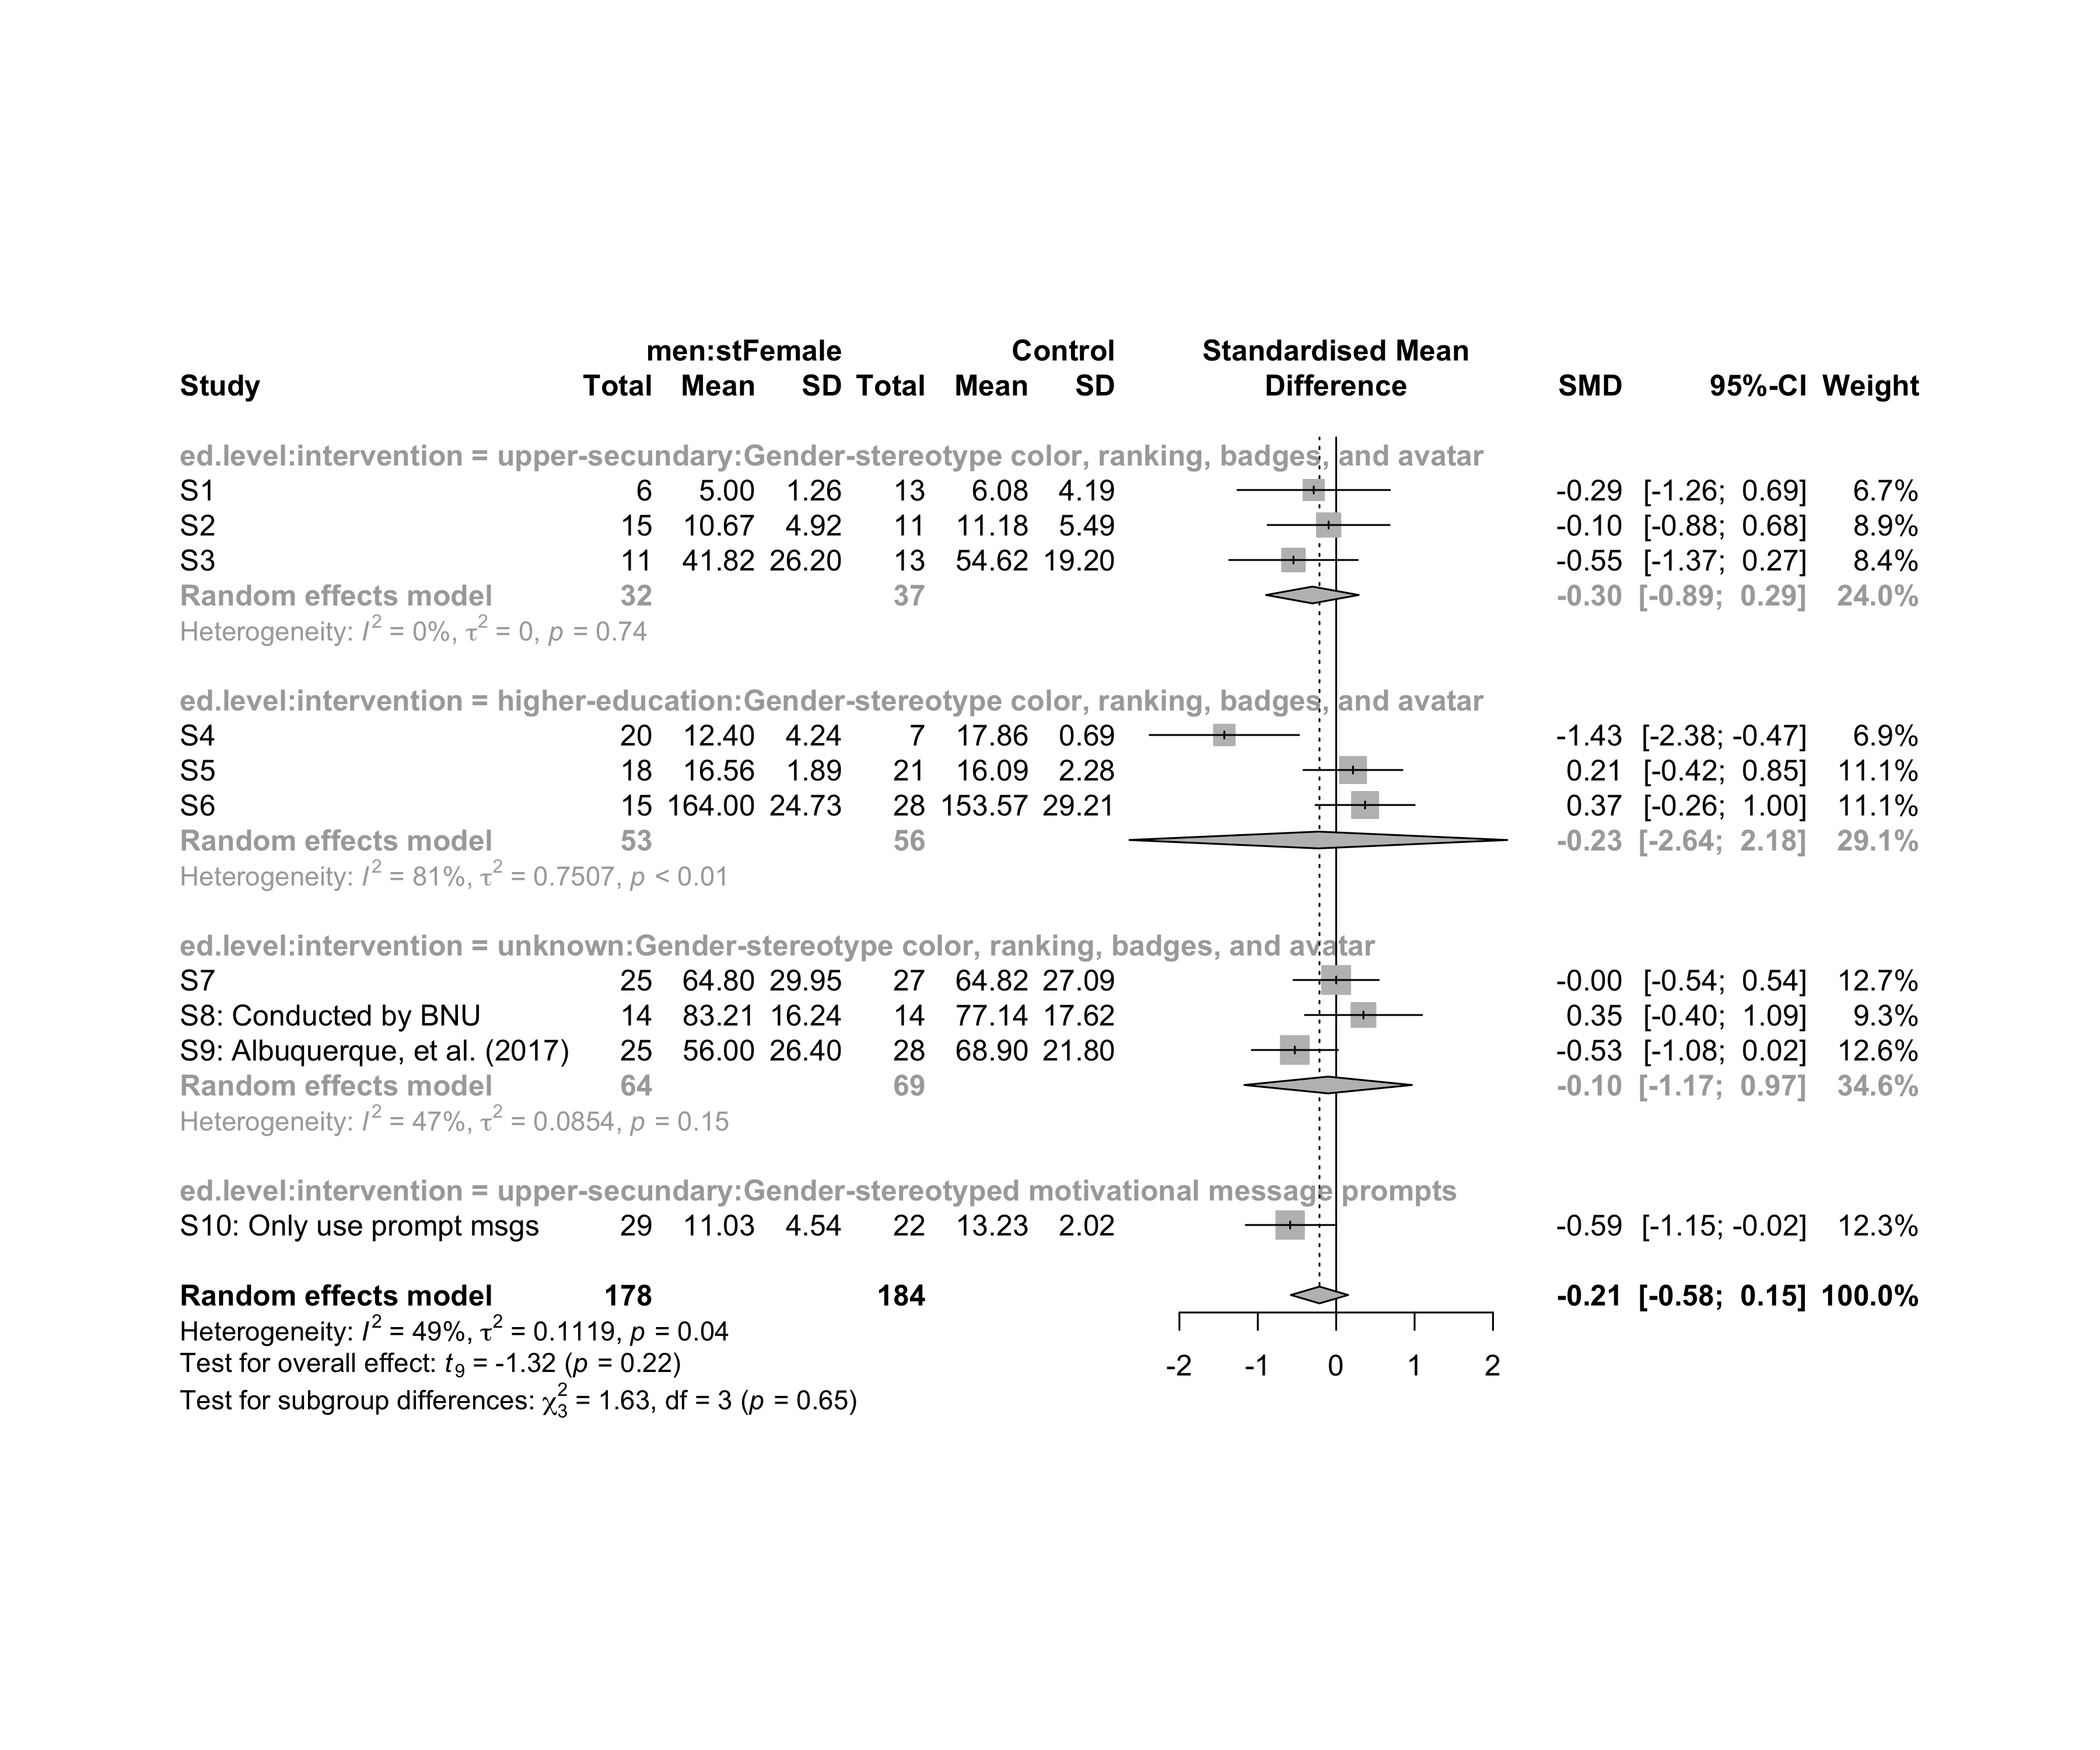 men:stFemale Control Standardised Mean
Study Total Mean SD Total Mean SD Difference SMD 95%-CI Weight
ed.level:intervention = upper-secundary:Gender-stereotype color, ranking, badges, and avatar
S1 6 5.00 1.26 13 6.08 4.19 -0.29 [-1.26; 0.69] 6.7%
S2 15 10.67 4.92 11 11.18 5.49 -0.10 [-0.88; 0.68] 8.9%
S3 11 41.82 26.20 13 54.62 19.20 -0.55 [-1.37; 0.27] 8.4%
Random effects model 32 37 -0.30 [-0.89; 0.29] 24.0%
Heterogeneity: I² = 0%, τ² = 0, p = 0.74
ed.level:intervention = higher-education:Gender-stereotype color, ranking, badges, and avatar
S4 20 12.40 4.24 7 17.86 0.69 -1.43 [-2.38; -0.47] 6.9%
S5 18 16.56 1.89 21 16.09 2.28 0.21 [-0.42; 0.85] 11.1%
S6 15 164.00 24.73 28 153.57 29.21 0.37 [-0.26; 1.00] 11.1%
Random effects model 53 56 -0.23 [-2.64; 2.18] 29.1%
Heterogeneity: I² = 81%, τ² = 0.7507, p < 0.01
ed.level:intervention = unknown:Gender-stereotype color, ranking, badges, and avatar
S7 25 64.80 29.95 27 64.82 27.09 -0.00 [-0.54; 0.54] 12.7%
S8: Conducted by BNU 14 83.21 16.24 14 77.14 17.62 0.35 [-0.40; 1.09] 9.3%
S9: Albuquerque, et al. (2017) 25 56.00 26.40 28 68.90 21.80 -0.53 [-1.08; 0.02] 12.6%
Random effects model 64 69 -0.10 [-1.17; 0.97] 34.6%
Heterogeneity: I² = 47%, τ² = 0.0854, p = 0.15
ed.level:intervention = upper-secundary:Gender-stereotyped motivational message prompts
S10: Only use prompt msgs 29 11.03 4.54 22 13.23 2.02 -0.59 [-1.15; -0.02] 12.3%
Random effects model 178 184 -0.21 [-0.58; 0.15] 100.0%
Heterogeneity: I² = 49%, τ² = 0.1119, p = 0.04
Test for overall effect: t₉ = -1.32 (p = 0.22)
-2 -1 0 1 2
Test for subgroup differences: χ²₃ = 1.63, df = 3 (p = 0.65)